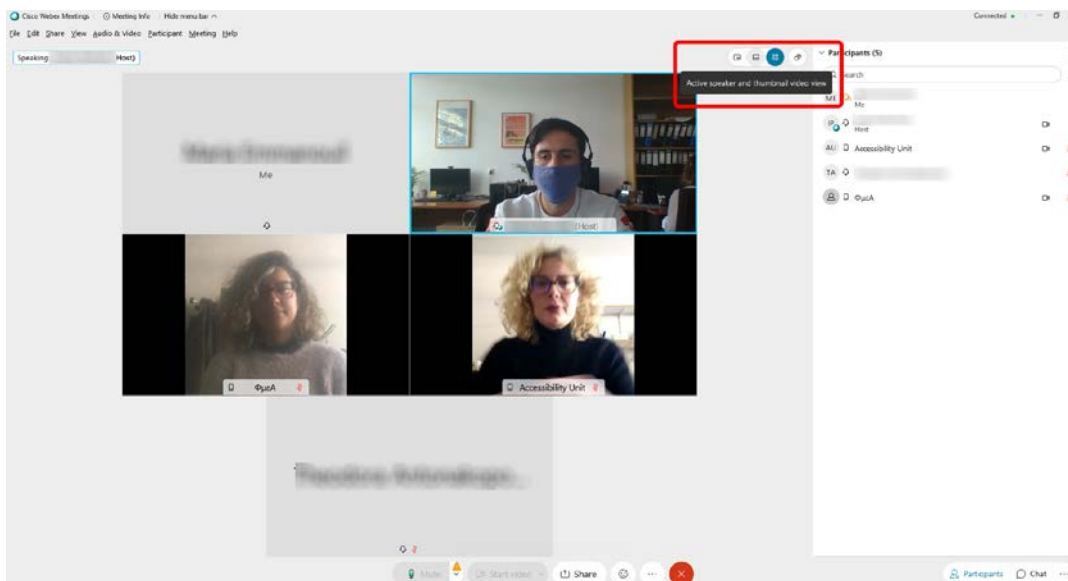 Cisco Webex Meetings
Meeting Info
Hide menu bar
Connected
File Edit Share View Audio & Video Participant Meeting Help
Speaking: Host)
Participants (5)
Search
Active speaker and thumbnail video view
ME
Me
Host
AU Accessibility Unit
TA
ΦμεΑ
Me
(Host)
ΦμεΑ
Accessibility Unit
Mute
Start video
Share
Participants
Chat